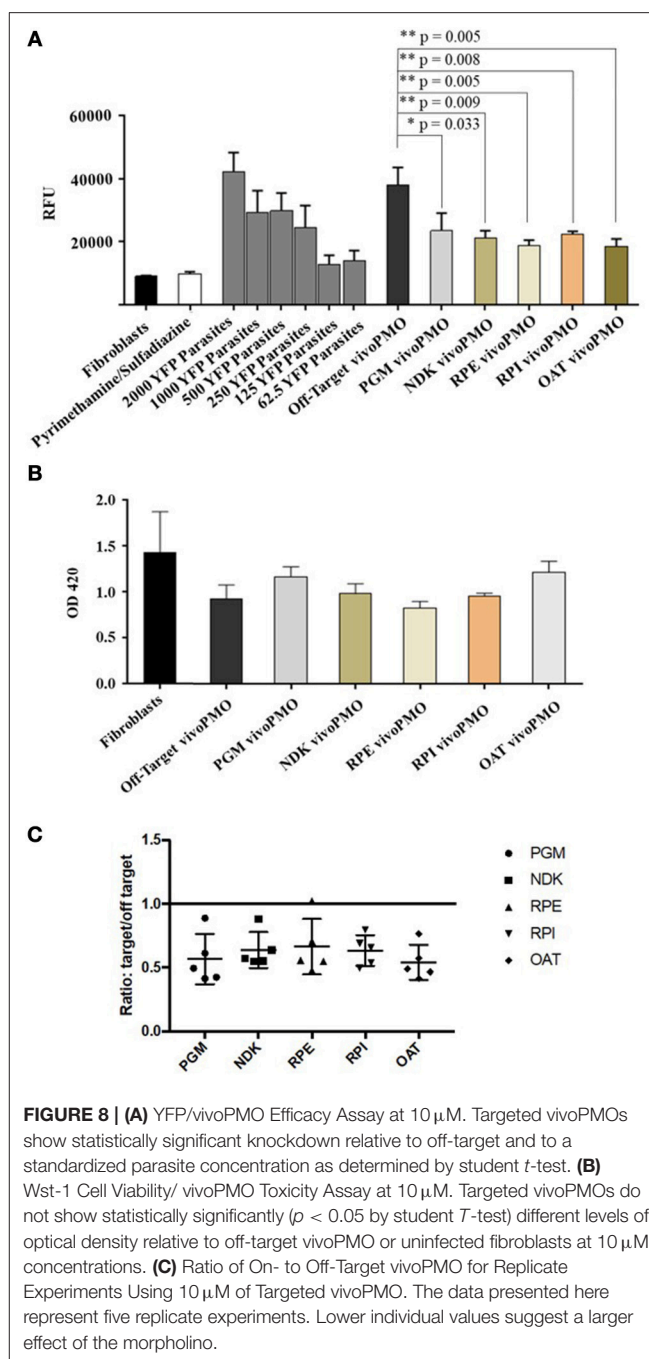 A
** p = 0.005
** p = 0.008
** p = 0.005
** p = 0.009
* p = 0.033
60000
40000
20000
RFU
Fibroblasts
Pyrimethamine/Sulfadiazine
2000 YFP Parasites
1000 YFP Parasites
500 YFP Parasites
250 YFP Parasites
125 YFP Parasites
62.5 YFP Parasites
Off-Target vivoPMO
PGM vivoPMO
NDK vivoPMO
RPE vivoPMO
RPI vivoPMO
OAT vivoPMO
B
2.0
1.5
1.0
0.5
0.0
OD 420
Fibroblasts
Off-Target vivoPMO
PGM vivoPMO
NDK vivoPMO
RPE vivoPMO
RPI vivoPMO
OAT vivoPMO
C
1.5
1.0
0.5
0.0
Ratio: target/off target
PGM
NDK
RPE
RPI
OAT
PGM
NDK
RPE
RPI
OAT
FIGURE 8 | (A) YFP/vivoPMO Efficacy Assay at 10 μM. Targeted vivoPMOs
show statistically significant knockdown relative to off-target and to a
standardized parasite concentration as determined by student t-test. (B)
Wst-1 Cell Viability/ vivoPMO Toxicity Assay at 10 μM. Targeted vivoPMOs do
not show statistically significantly (p < 0.05 by student T-test) different levels of
optical density relative to off-target vivoPMO or uninfected fibroblasts at 10 μM
concentrations. (C) Ratio of On- to Off-Target vivoPMO for Replicate
Experiments Using 10 μM of Targeted vivoPMO. The data presented here
represent five replicate experiments. Lower individual values suggest a larger
effect of the morpholino.